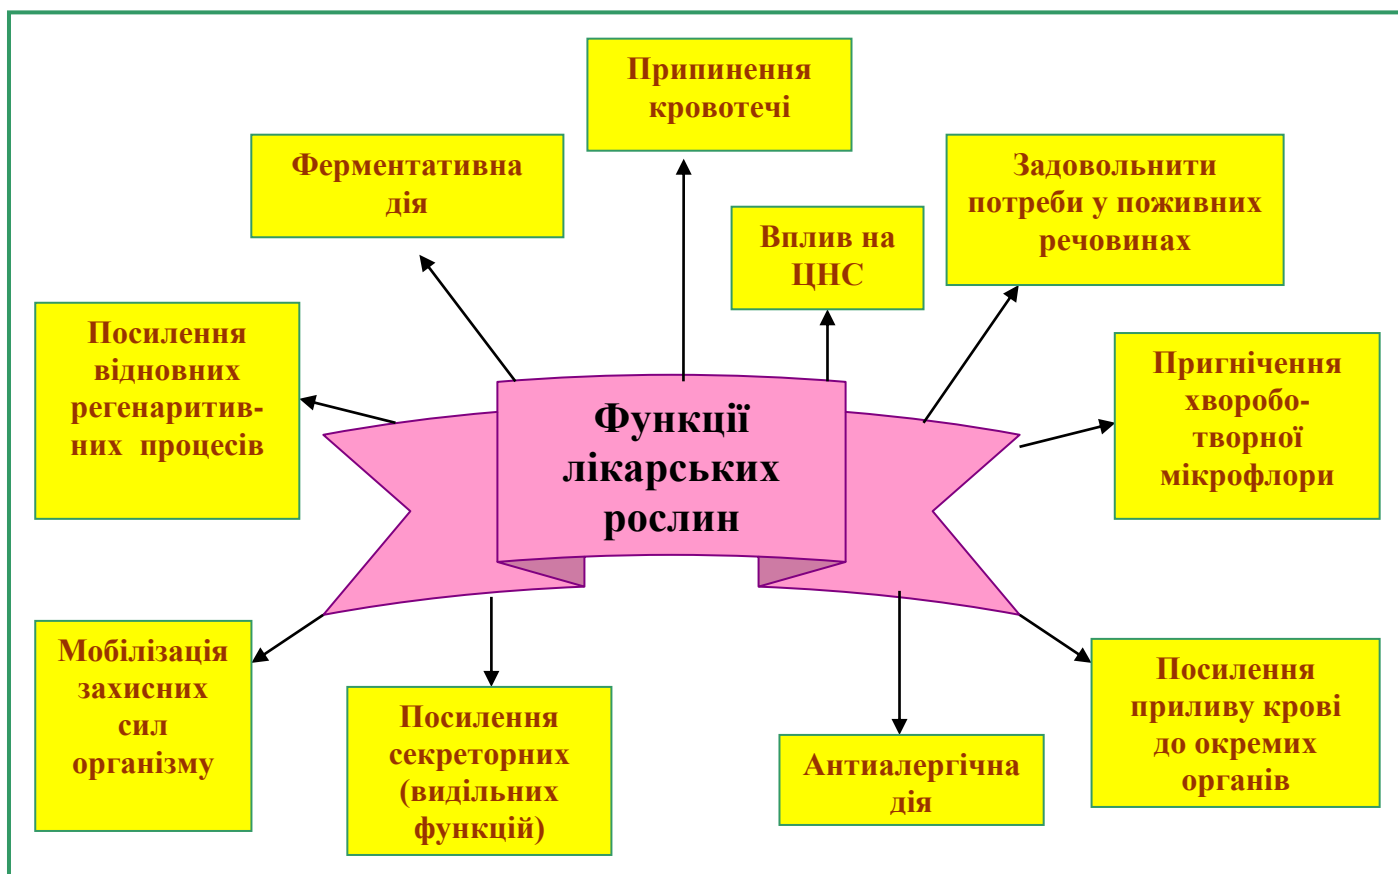 Припинення
кровотечі
Ферментативна
дія
Задовольнити
потреби у поживних
речовинах
Вплив на
ЦНС
Посилення
відновних
регенаритив-
них процесів
Пригнічення
хворобо-
творної
мікрофлори
Функції
лікарських
рослин
Мобілізація
захисних
сил
організму
Посилення
секреторних
(видільних
функцій)
Антиалергічна
дія
Посилення
приливу крові
до окремих
органів